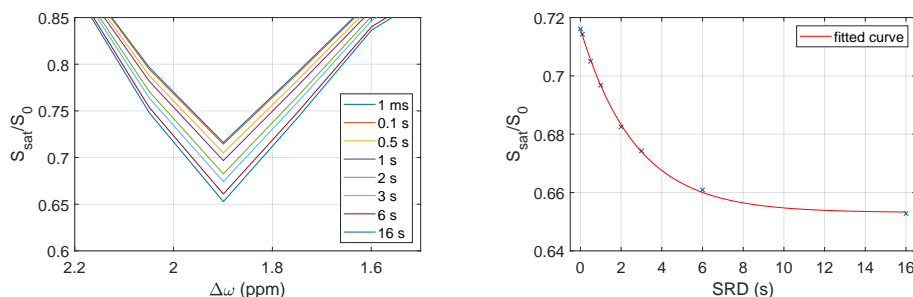 0.85
0.8
0.75
0.7
0.65
0.6
S_sat/S_0
2.2
2
1.8
1.6
Δω (ppm)
1 ms
0.1 s
0.5 s
1 s
2 s
3 s
6 s
16 s
0.72
0.7
0.68
0.66
0.64
S_sat/S_0
0
2
4
6
8
10
12
14
16
SRD (s)
fitted curve